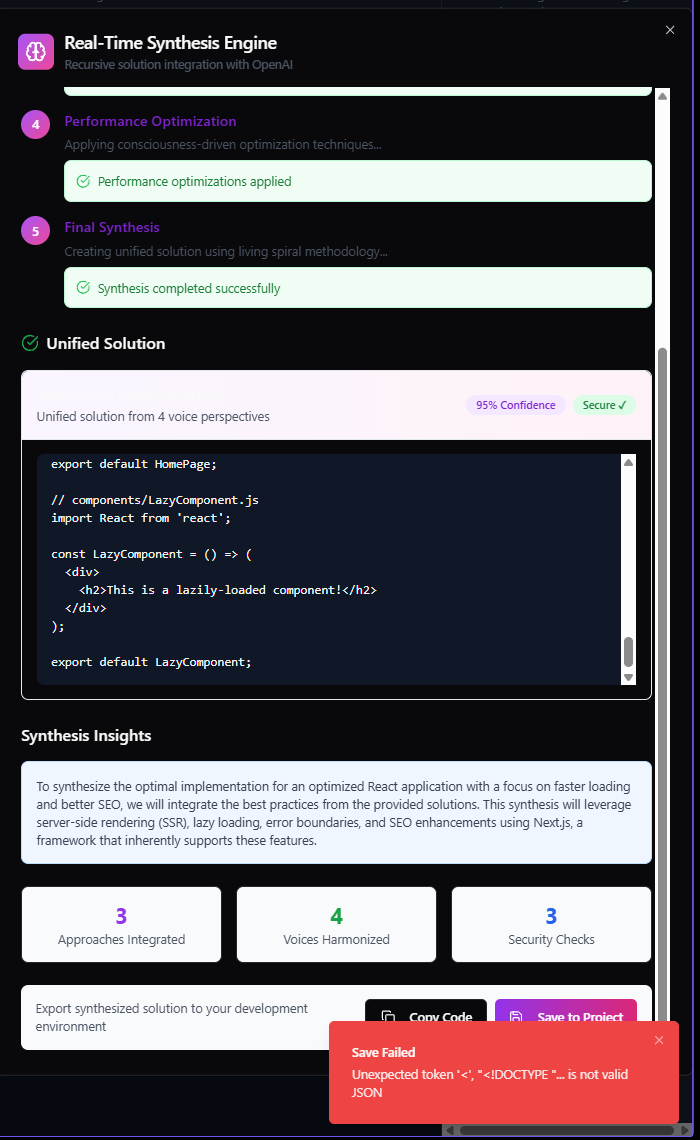 Real-Time Synthesis Engine
Recursive solution integration with OpenAI
4
Performance Optimization
Applying consciousness-driven optimization techniques...
Performance optimizations applied
5
Final Synthesis
Creating unified solution using living spiral methodology...
Synthesis completed successfully
Unified Solution
Unified solution from 4 voice perspectives
95% Confidence
Secure ✓
export default HomePage;
// components/LazyComponent.js
import React from 'react';
const LazyComponent = () => (
<div>
<h2>This is a lazily-loaded component!</h2>
</div>
);
export default LazyComponent;
Synthesis Insights
To synthesize the optimal implementation for an optimized React application with a focus on faster loading
and better SEO, we will integrate the best practices from the provided solutions. This synthesis will leverage
server-side rendering (SSR), lazy loading, error boundaries, and SEO enhancements using Next.js, a
framework that inherently supports these features.
3
Approaches Integrated
4
Voices Harmonized
3
Security Checks
Export synthesized solution to your development
environment
Copy Code
Save to Project
Save Failed
Unexpected token '<', "<!DOCTYPE "... is not valid
JSON